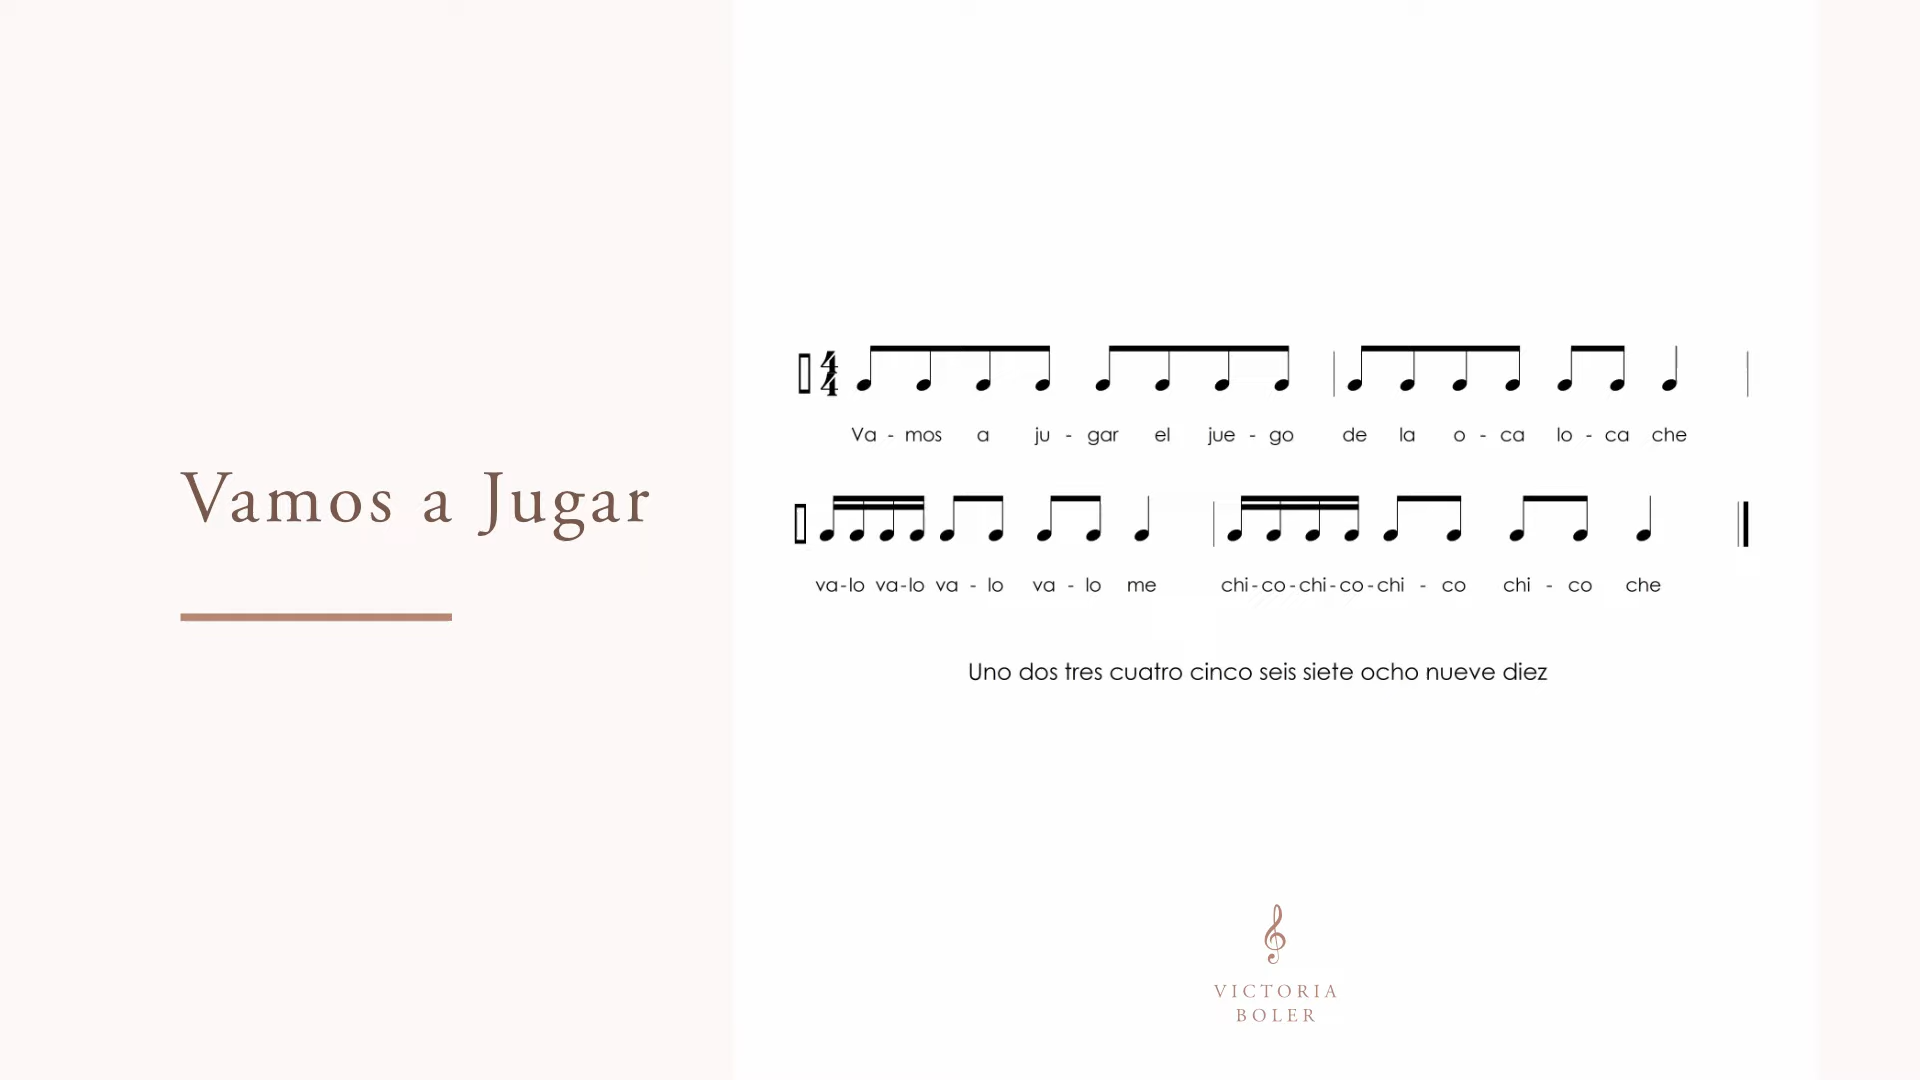 Vamos a Jugar
4
4
Va - mos a ju - gar el jue - go de la o - ca lo - ca che
va-lo va-lo va - lo va - lo me chi-co-chi-co-chi - co chi - co che
Uno dos tres cuatro cinco seis siete ocho nueve diez
VICTORIA
BOLER